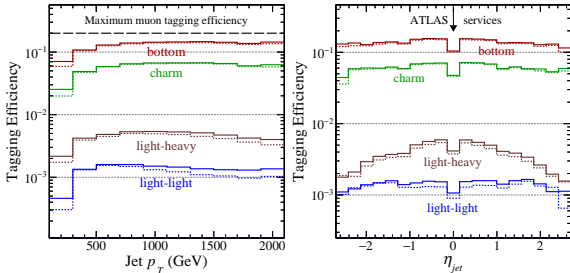 Maximum muon tagging efficiency
bottom
charm
light-heavy
light-light
10⁻¹
10⁻²
10⁻³
Tagging Efficiency
500 1000 1500 2000
Jet p_T (GeV)
ATLAS services
bottom
charm
light-heavy
light-light
10⁻¹
10⁻²
10⁻³
Tagging Efficiency
−2 −1 0 1 2
η_jet